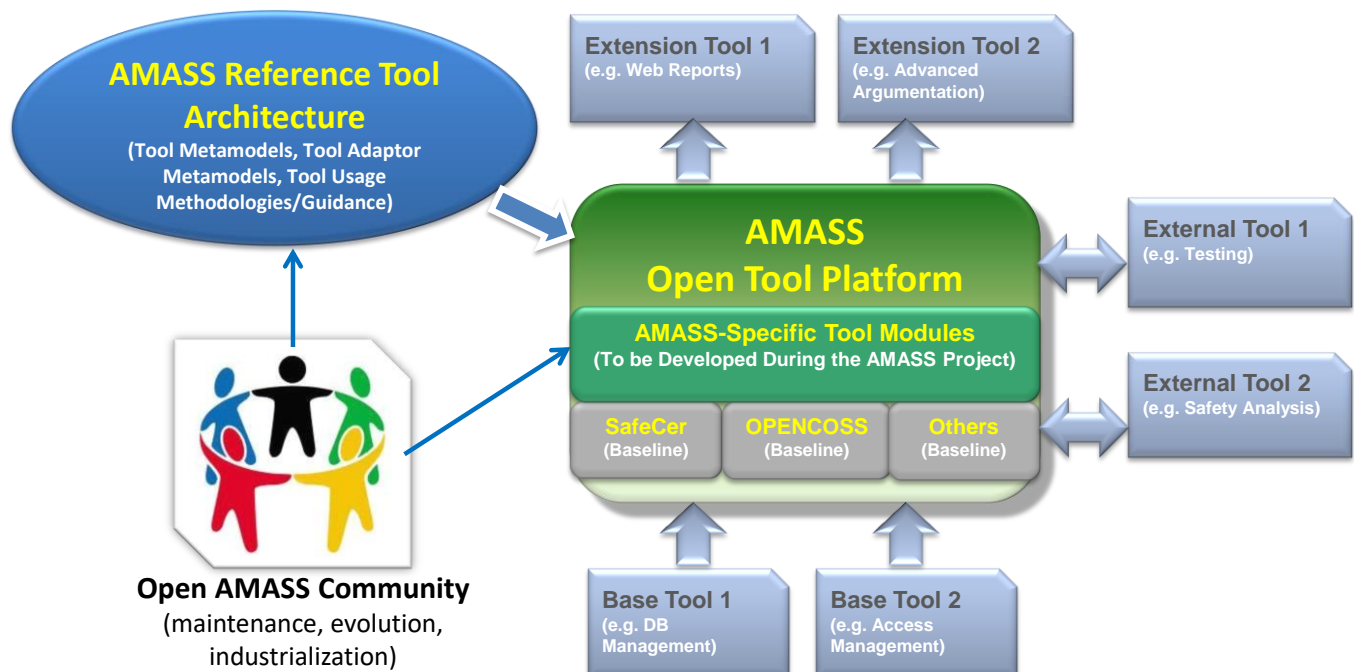 AMASS Reference Tool
Architecture
(Tool Metamodels, Tool Adaptor
Metamodels, Tool Usage
Methodologies/Guidance)
Extension Tool 1
(e.g. Web Reports)
Extension Tool 2
(e.g. Advanced
Argumentation)
AMASS
Open Tool Platform
AMASS-Specific Tool Modules
(To be Developed During the AMASS Project)
SafeCer
(Baseline)
OPENCOSS
(Baseline)
Others
(Baseline)
External Tool 1
(e.g. Testing)
External Tool 2
(e.g. Safety Analysis)
Open AMASS Community
(maintenance, evolution,
industrialization)
Base Tool 1
(e.g. DB
Management)
Base Tool 2
(e.g. Access
Management)